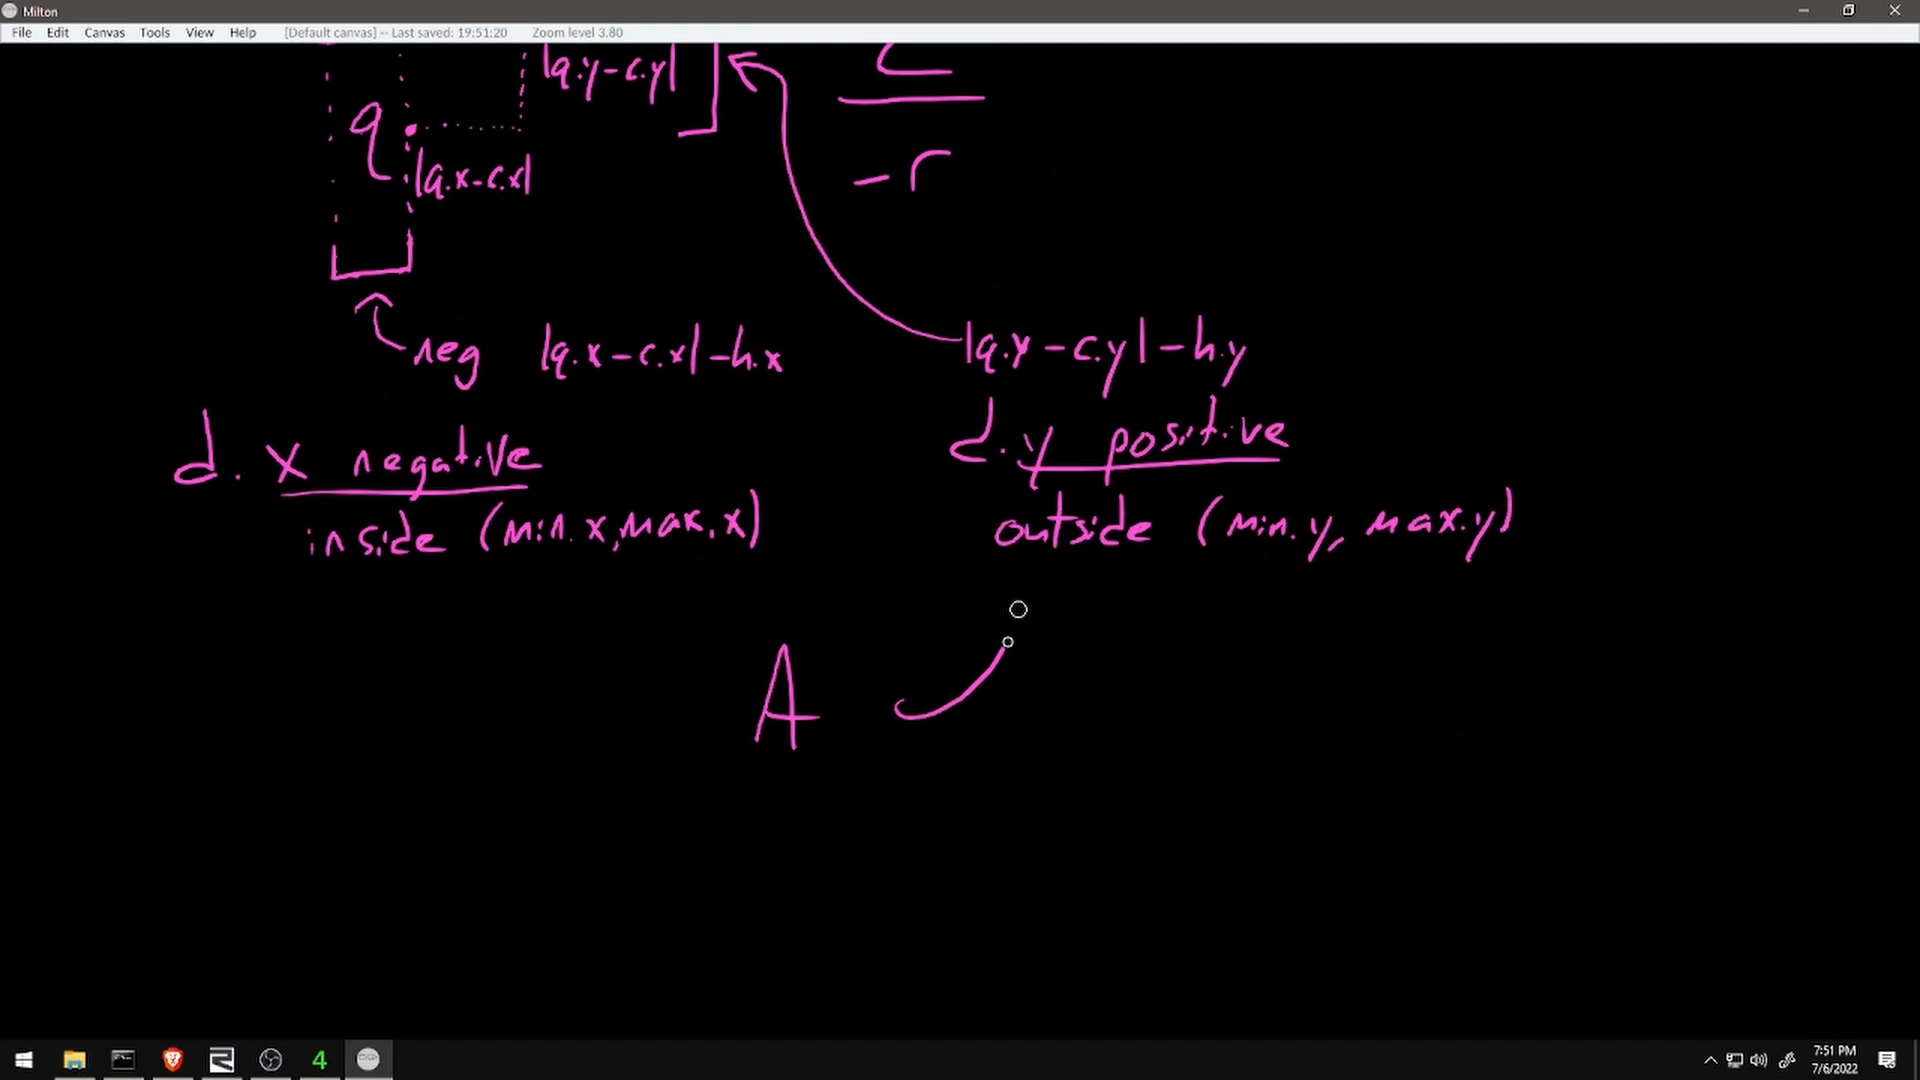 Milton
File Edit Canvas Tools View Help [Default canvas] -- Last saved: 19:51:20 Zoom level 3.80
|q.y-c.y|
q
|q.x-c.x|
- r
neg |q.x-c.x|-h.x
|q.y-c.y|-h.y
d.x negative
d.y positive
inside (min.x, max.x)
outside (min.y, max.y)
A
4
7:51 PM
7/6/2022